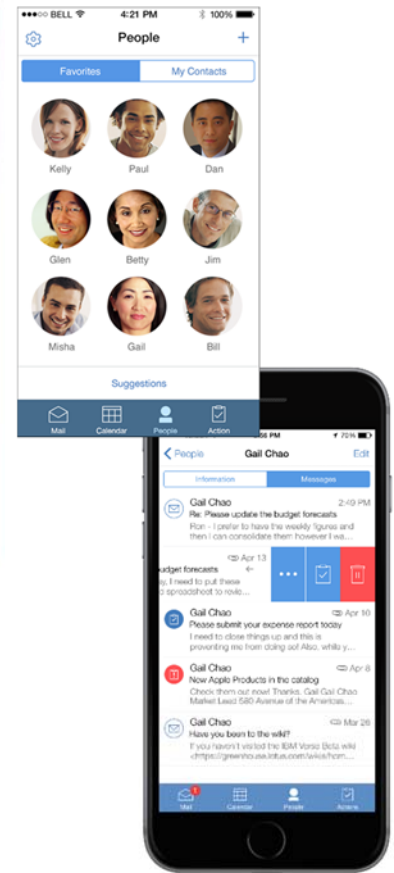 BELL 4:21 PM 100%
People +
Favorites My Contacts
Kelly Paul Dan
Glen Betty Jim
Misha Gail Bill
Suggestions
Mail Calendar People Action
PM 72%
People Gail Chao Edit
Information Messages
Gail Chao 2:49 PM
Re: Please update the budget forecasts
Ron - I prefer to have the weekly figures and
then I can consolidate them however I wa...
Apr 13
udget forecasts
y, I need to put these
spreadsheet to revie...
Gail Chao Apr 10
Please submit your expense report today
I need to close things up and this is
preventing me from doing so! Also, while y...
Gail Chao Apr 8
New Apple Products in the catalog
Check them out now! Thanks, Gail Gail Chao
Market Lead 590 Avenue of the Americas,
Gail Chao Mar 26
Have you been to the wiki?
If you haven't visited the IBM Verse Beta wiki
<https://greenhouse.lotus.com/wikis/hom...
1
Mail Calendar People Actions